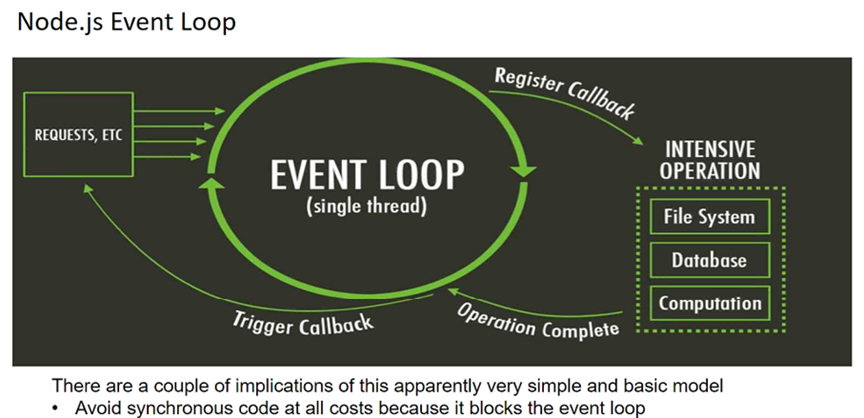 Node.js Event Loop
REQUESTS, ETC
EVENT LOOP
(single thread)
Register Callback
INTENSIVE
OPERATION
File System
Database
Computation
Operation Complete
Trigger Callback
There are a couple of implications of this apparently very simple and basic model
• Avoid synchronous code at all costs because it blocks the event loop